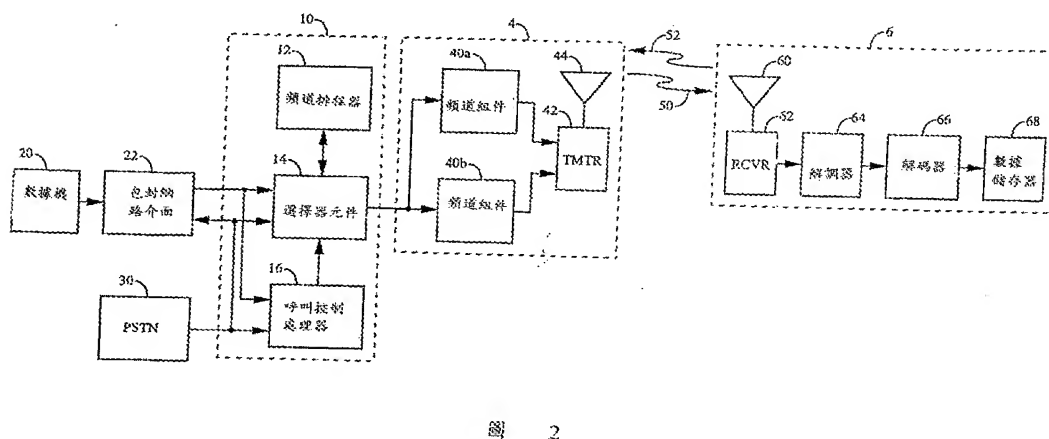 10
4
6
12
頻道排程器
40a
頻道組件
44
52
50
60
42
TMTR
62
RCVR
64
解調器
66
解碼器
68
數據
儲存器
20
數據機
22
包封網
路介面
14
選擇器元件
40b
頻道組件
30
PSTN
16
呼叫控制
處理器
圖 2